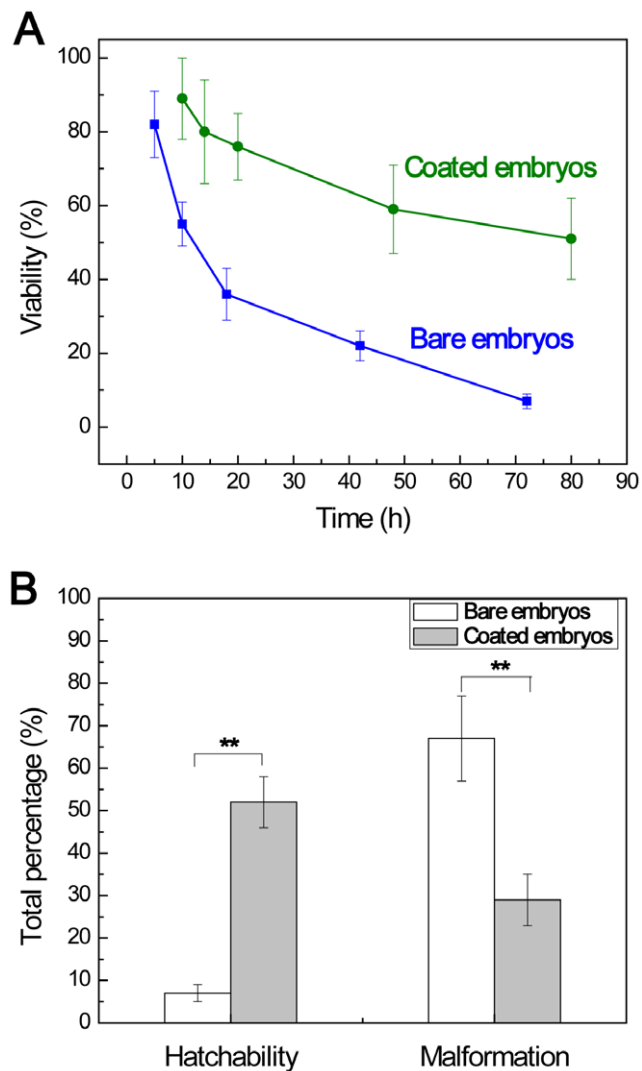 A
Viability (%)
100
80
60
40
20
0
Coated embryos
Bare embryos
0 10 20 30 40 50 60 70 80 90
Time (h)
B
Total percentage (%)
100
90
80
70
60
50
40
30
20
10
0
Bare embryos
Coated embryos
**
**
Hatchability Malformation